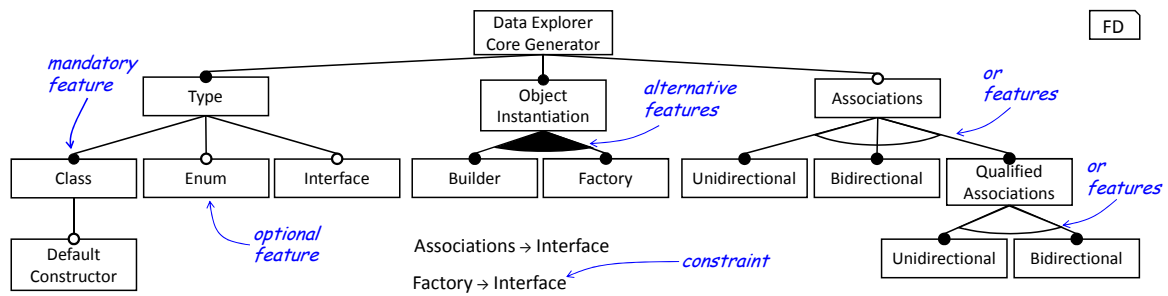 Data Explorer
Core Generator
FD
mandatory
feature
alternative
features
or
features
Type
Object
Instantiation
Associations
Class
Enum
Interface
Builder
Factory
Unidirectional
Bidirectional
Qualified
Associations
or
features
optional
feature
Default
Constructor
Associations → Interface
constraint
Factory → Interface
Unidirectional
Bidirectional